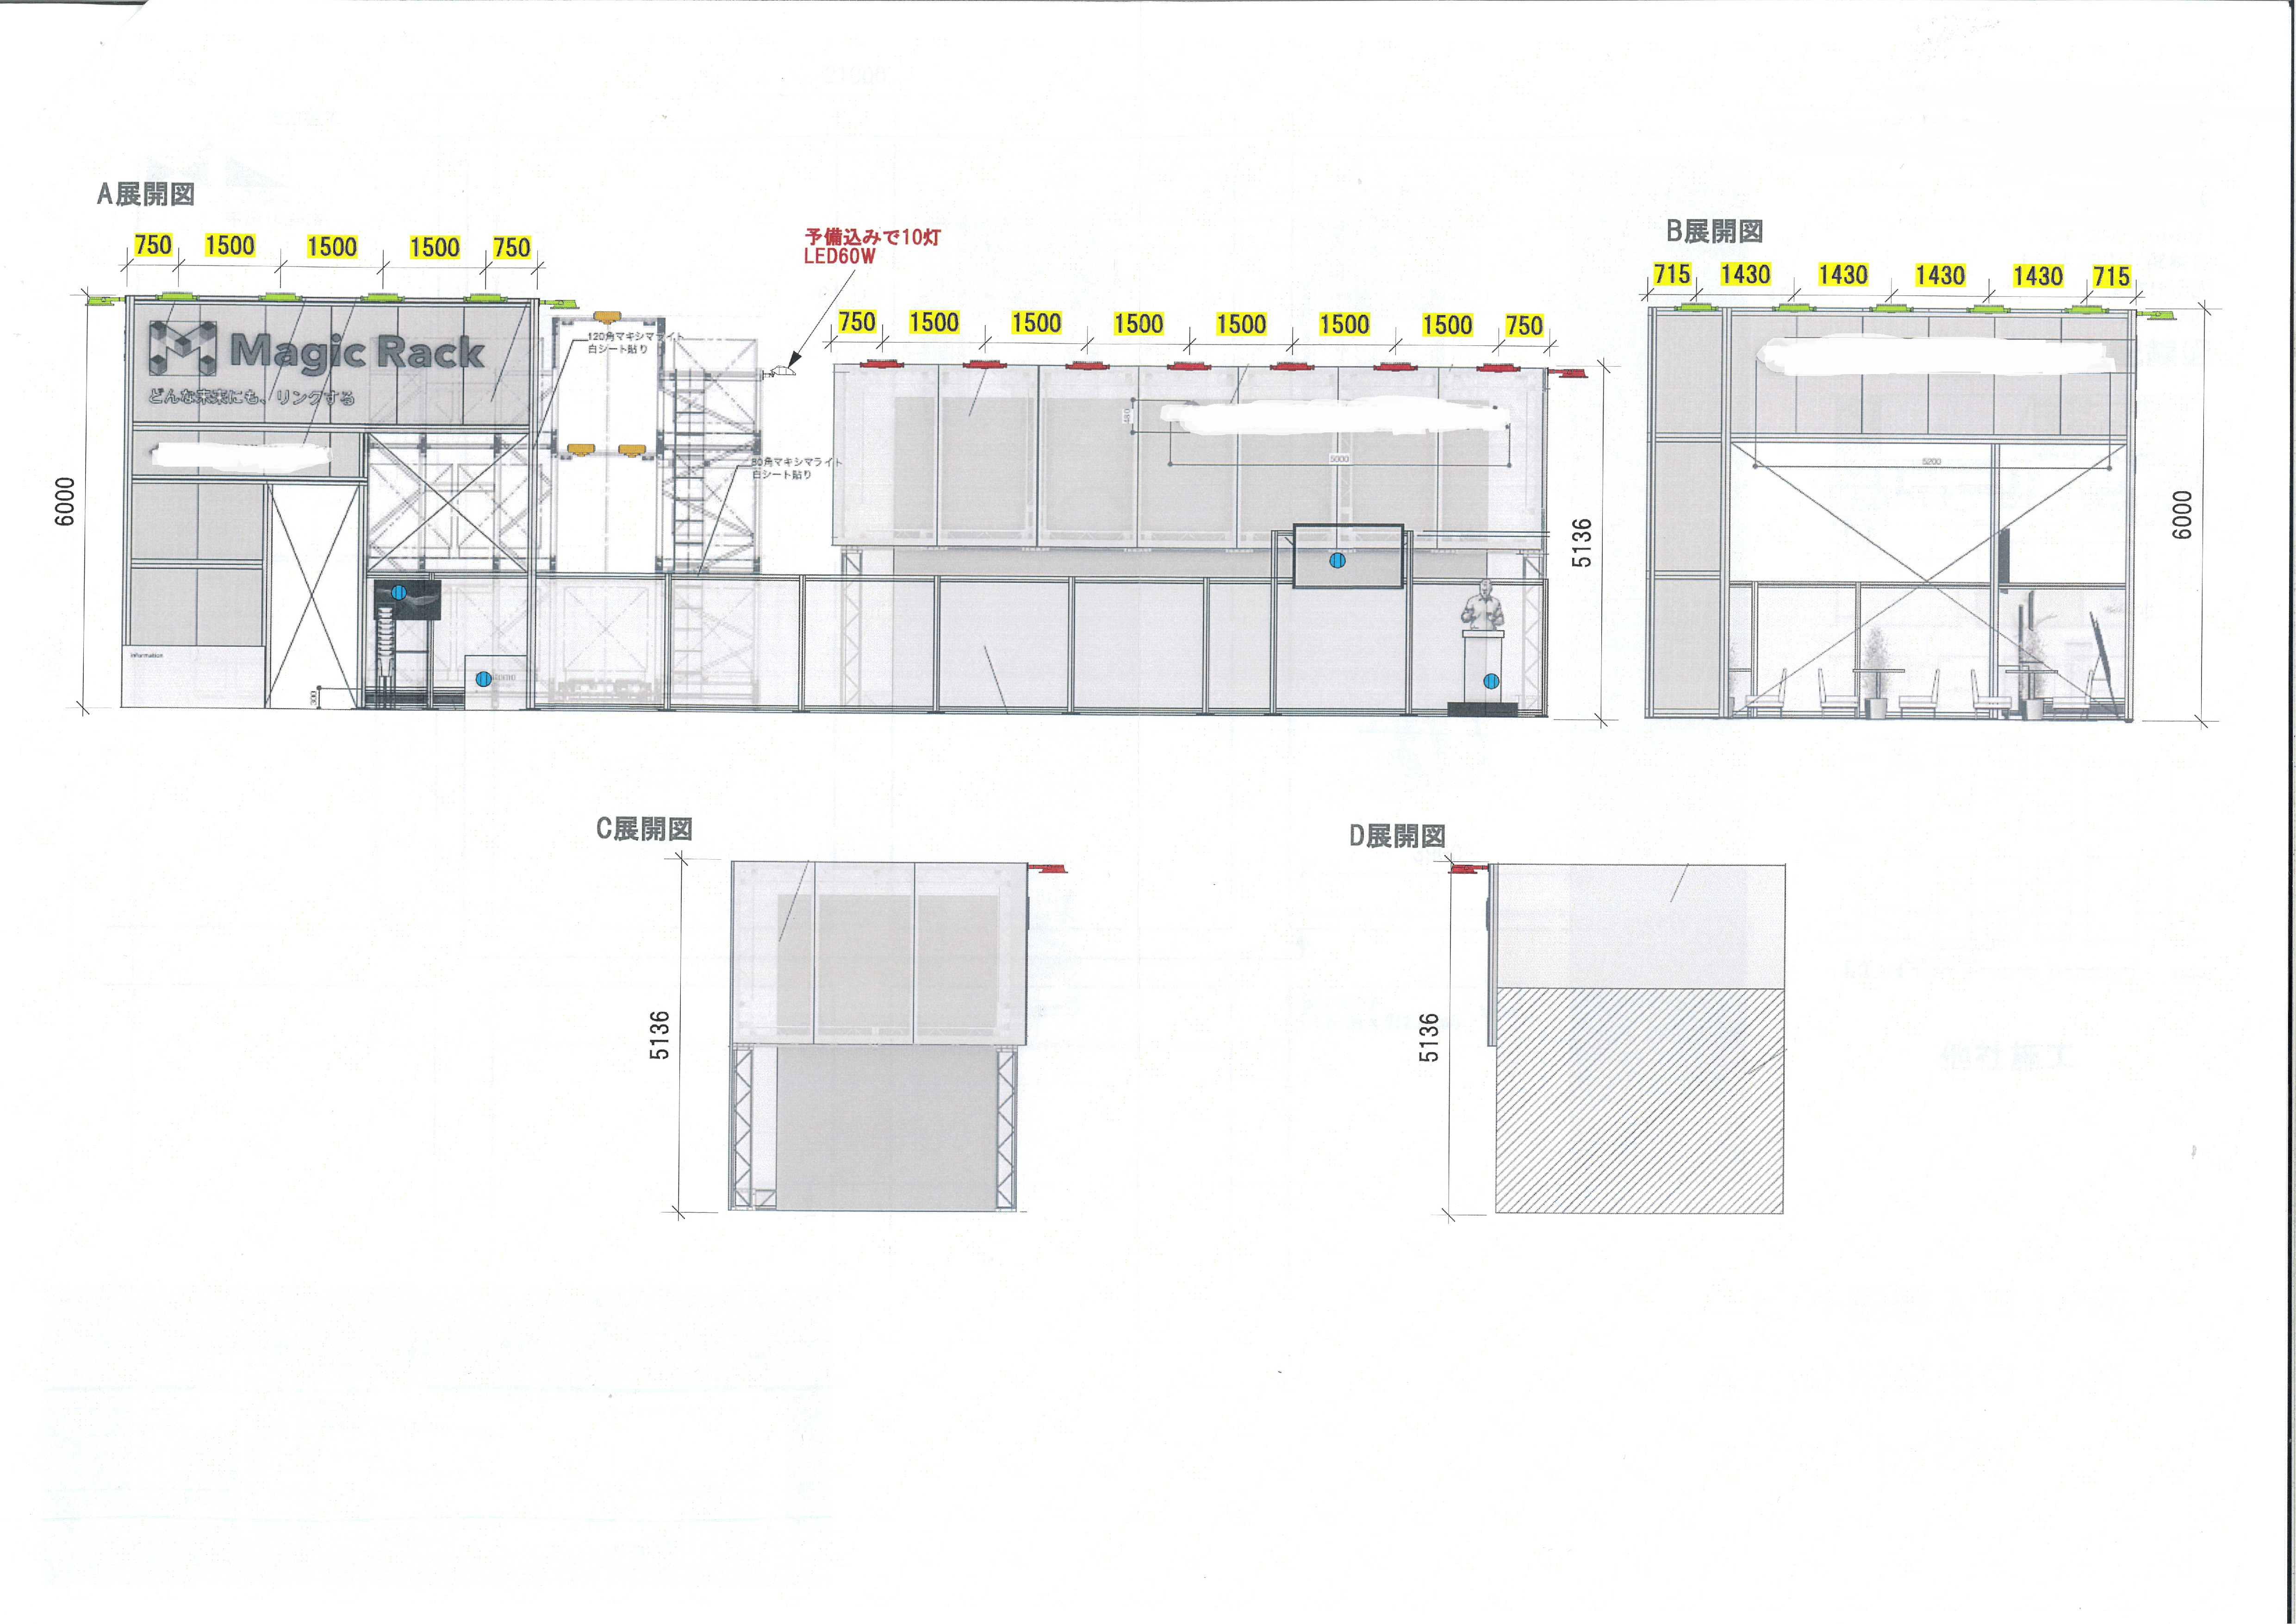 A展開図
750 1500 1500 1500 750
6000
Magic Rack
どんな未来にも、リンクする
information
300
120角マキシマライト
白シート貼り
80角マキシマライト
白シート貼り
予備込みで10灯
LED60W
750 1500 1500 1500 1500 1500 1500 750
480
5000
5136
B展開図
715 1430 1430 1430 1430 715
5200
6000
C展開図
5136
D展開図
5136